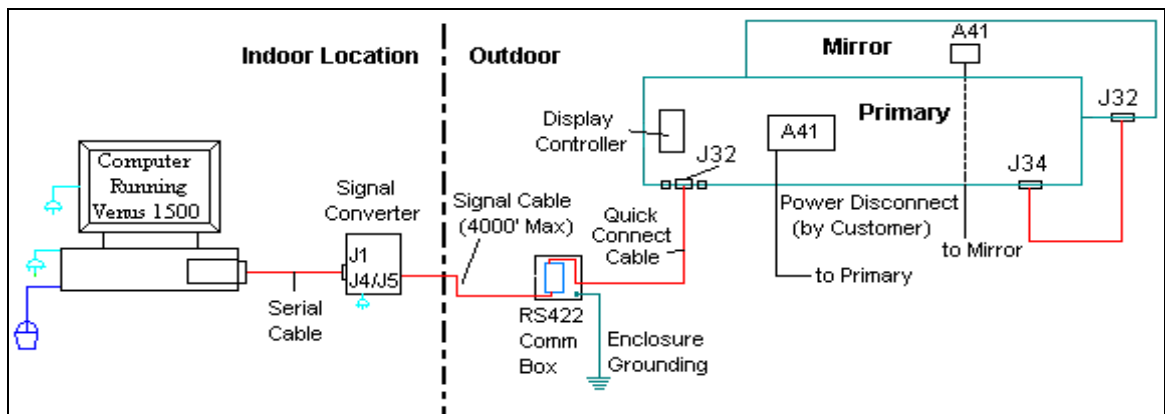 Indoor Location
Outdoor
Mirror
A41
Primary
J32
Display
Controller
A41
J32
J34
Computer
Running
Venus 1500
Signal
Converter
Signal Cable
(4000' Max)
Quick
Connect
Cable
Power Disconnect
(by Customer)
to Mirror
to Primary
J1
J4/J5
Serial
Cable
RS422
Comm
Box
Enclosure
Grounding